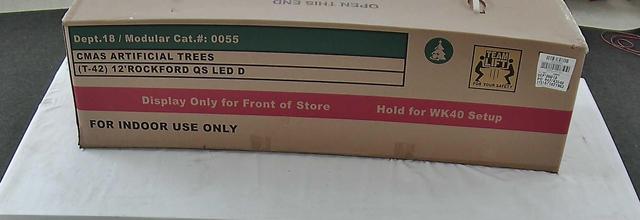 OPEN THIS END
Dept.18 / Modular Cat.#: 0055
CMAS ARTIFICIAL TREES
(T-42) 12'ROCKFORD QS LED D
TEAM
LIFT
FOR YOUR SAFETY
Display Only for Front of Store Hold for WK40 Setup
FOR INDOOR USE ONLY